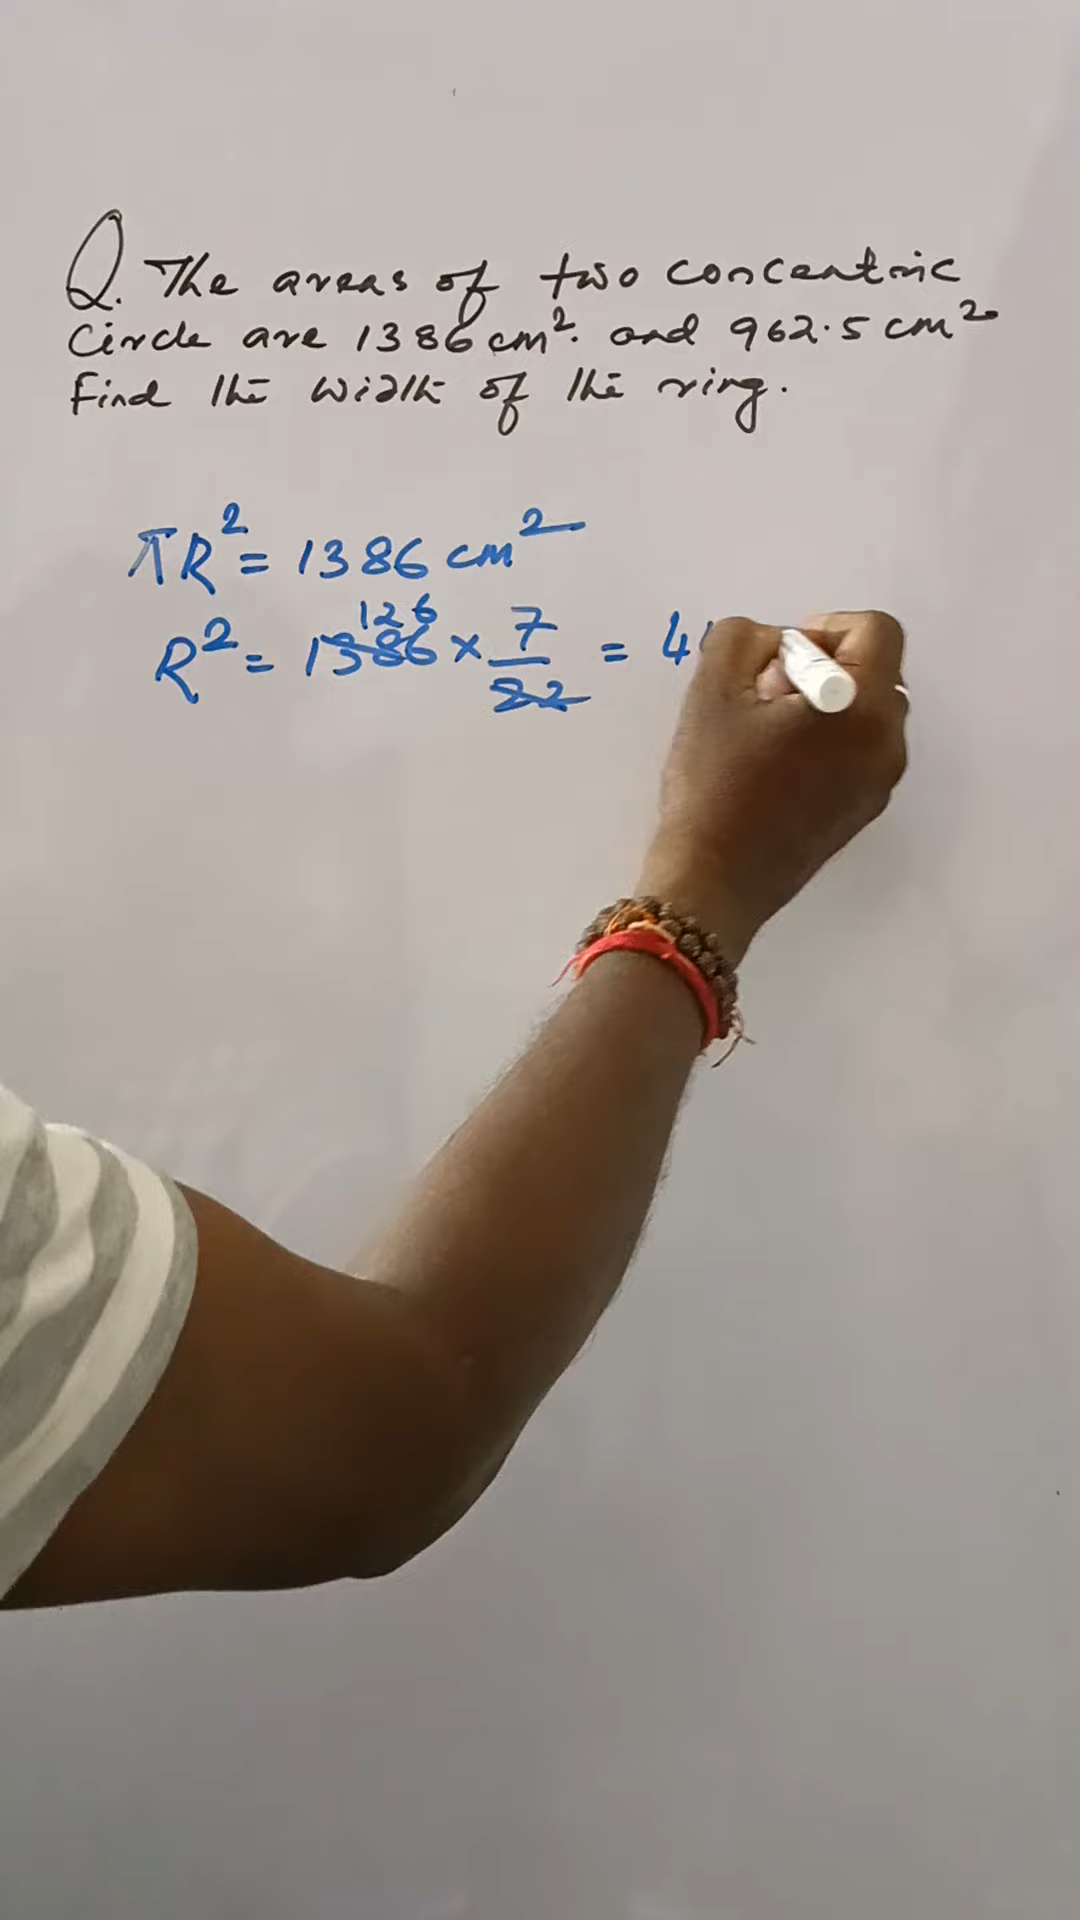 Q. The areas of two concentric
Circle are 1386 cm². and 962.5 cm²
Find the width of the ring.
πR² = 1386 cm²
126
R² = 1386 × 7/22 = 4